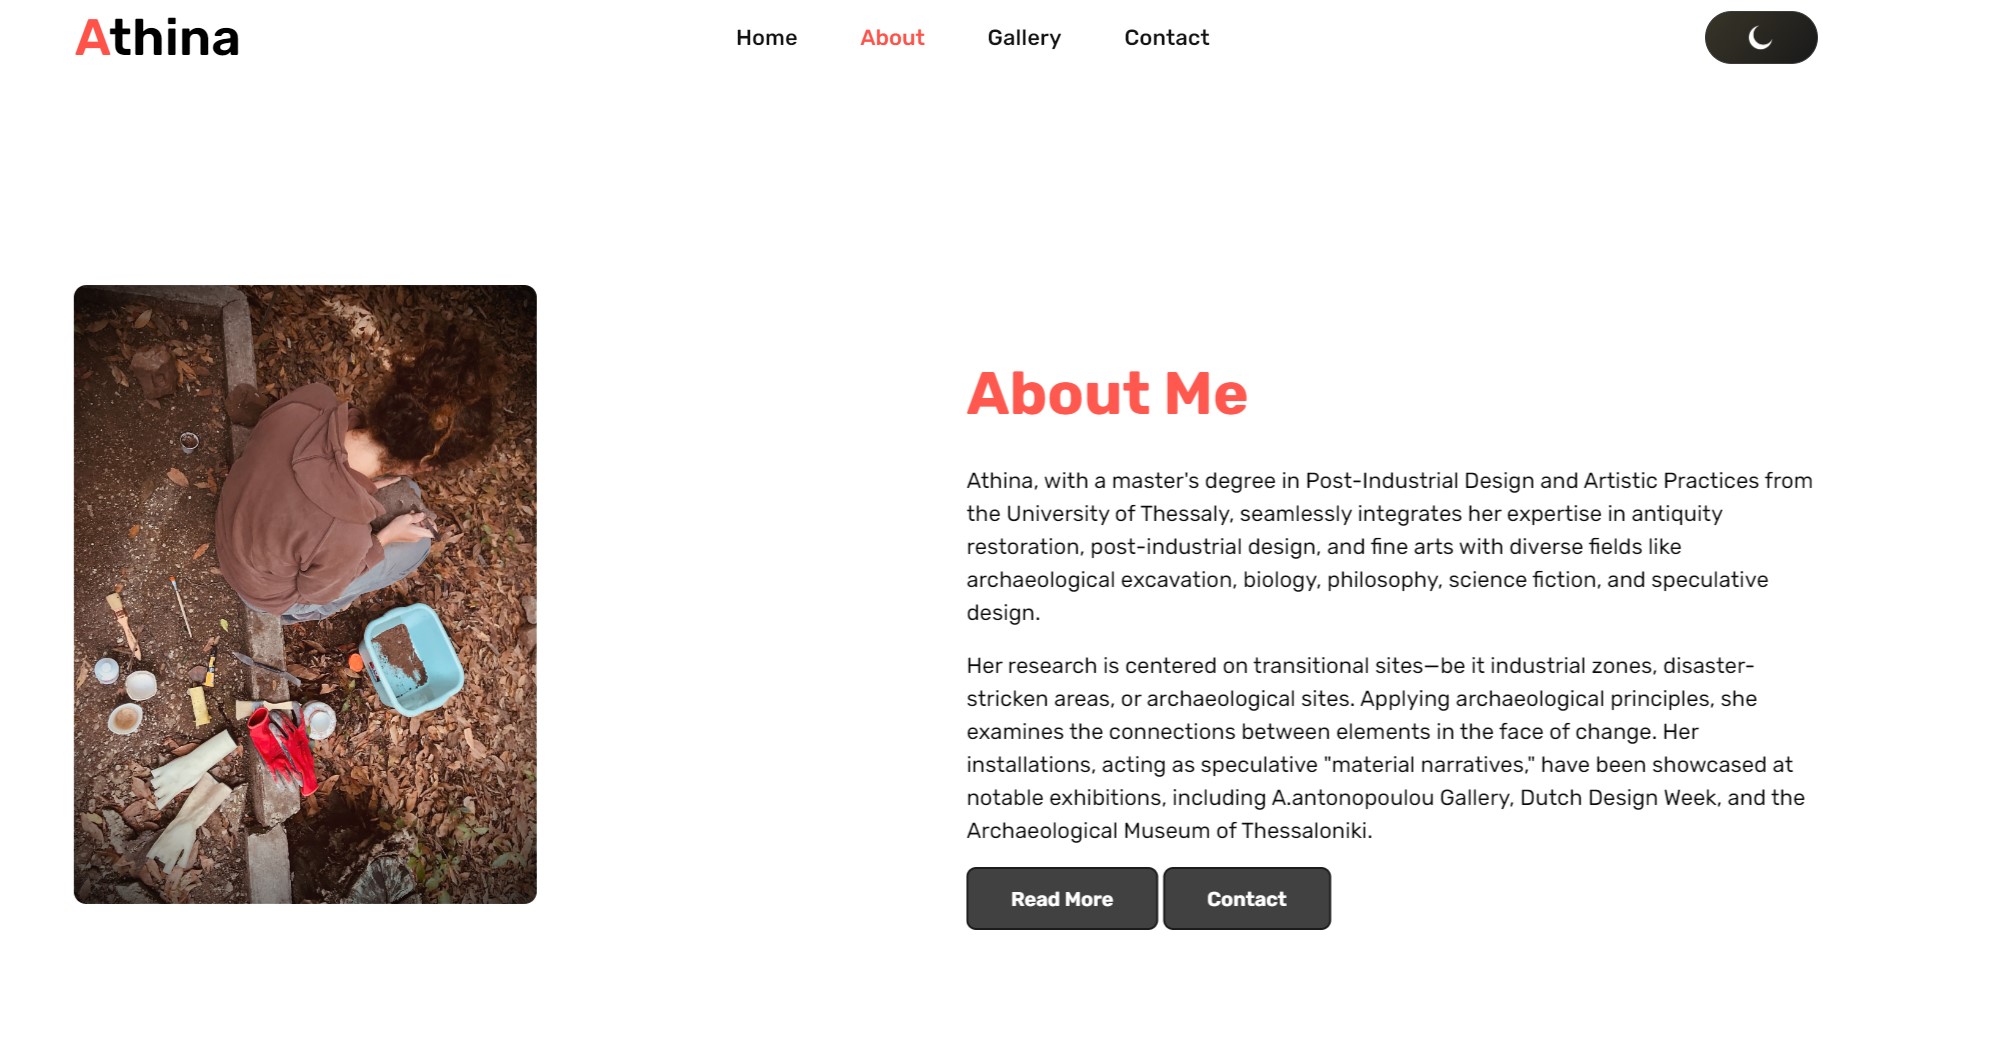 Athina
Home
About
Gallery
Contact
About Me
Athina, with a master's degree in Post-Industrial Design and Artistic Practices from
the University of Thessaly, seamlessly integrates her expertise in antiquity
restoration, post-industrial design, and fine arts with diverse fields like
archaeological excavation, biology, philosophy, science fiction, and speculative
design.
Her research is centered on transitional sites—be it industrial zones, disaster-
stricken areas, or archaeological sites. Applying archaeological principles, she
examines the connections between elements in the face of change. Her
installations, acting as speculative "material narratives," have been showcased at
notable exhibitions, including A.antonopoulou Gallery, Dutch Design Week, and the
Archaeological Museum of Thessaloniki.
Read More
Contact